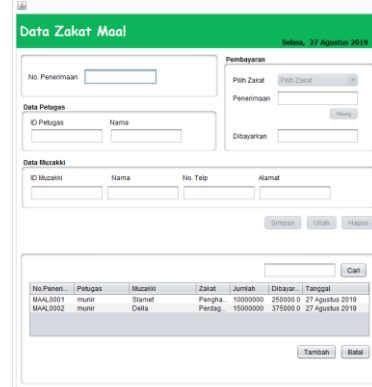 Data Zakat Maal
Selasa, 27 Agustus 2019
No. Penerimaan
Pembayaran
Pilih Zakat Pilih Zakat
Penerimaan
Hitung
Dibayarkan
Data Petugas
ID Petugas Nama
Data Muzakki
ID Muzakki Nama No. Telp Alamat
Simpan Ubah Hapus
Cari
No.Peneri... Petugas Muzakki Zakat Jumlah Dibayar... Tanggal
MAAL0001 munir Slamet Pengha... 10000000 250000.0 27 Agustus 2019
MAAL0002 munir Della Perdag... 15000000 375000.0 27 Agustus 2019
Tambah Batal